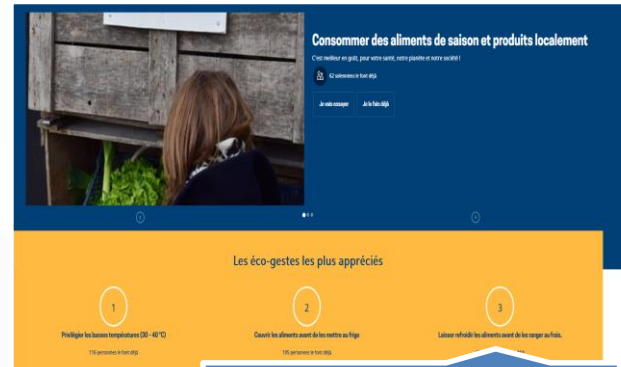 Consommer des aliments de saison et produits localement
C'est meilleur en goût, pour votre santé, notre planète et notre société !
62 solenniens le font déjà
Je vais essayer
Je le fais déjà
Les éco-gestes les plus appréciés
1
2
3
Privilégier les basses températures (30 - 40 °C)
Couvrir les aliments avant de les mettre au frigo
Laisser refroidir les aliments avant de les ranger au frais.
116 personnes le font déjà
105 personnes le font déjà